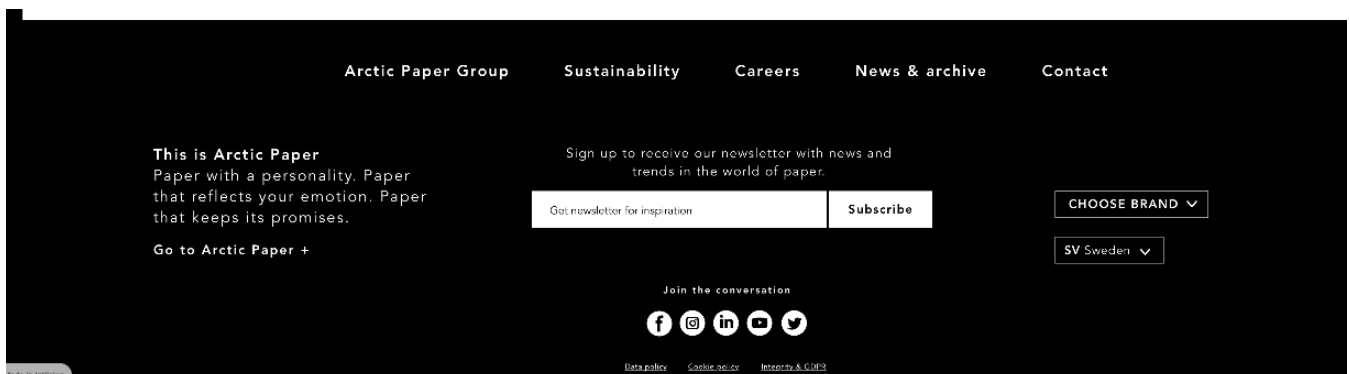 Arctic Paper Group Sustainability Careers News & archive Contact
This is Arctic Paper
Paper with a personality. Paper
that reflects your emotion. Paper
that keeps its promises.
Go to Arctic Paper +
Sign up to receive our newsletter with news and
trends in the world of paper.
Get newsletter for inspiration
Subscribe
CHOOSE BRAND
SV Sweden
Join the conversation
Data policy Cookie policy Integrity & GDPR